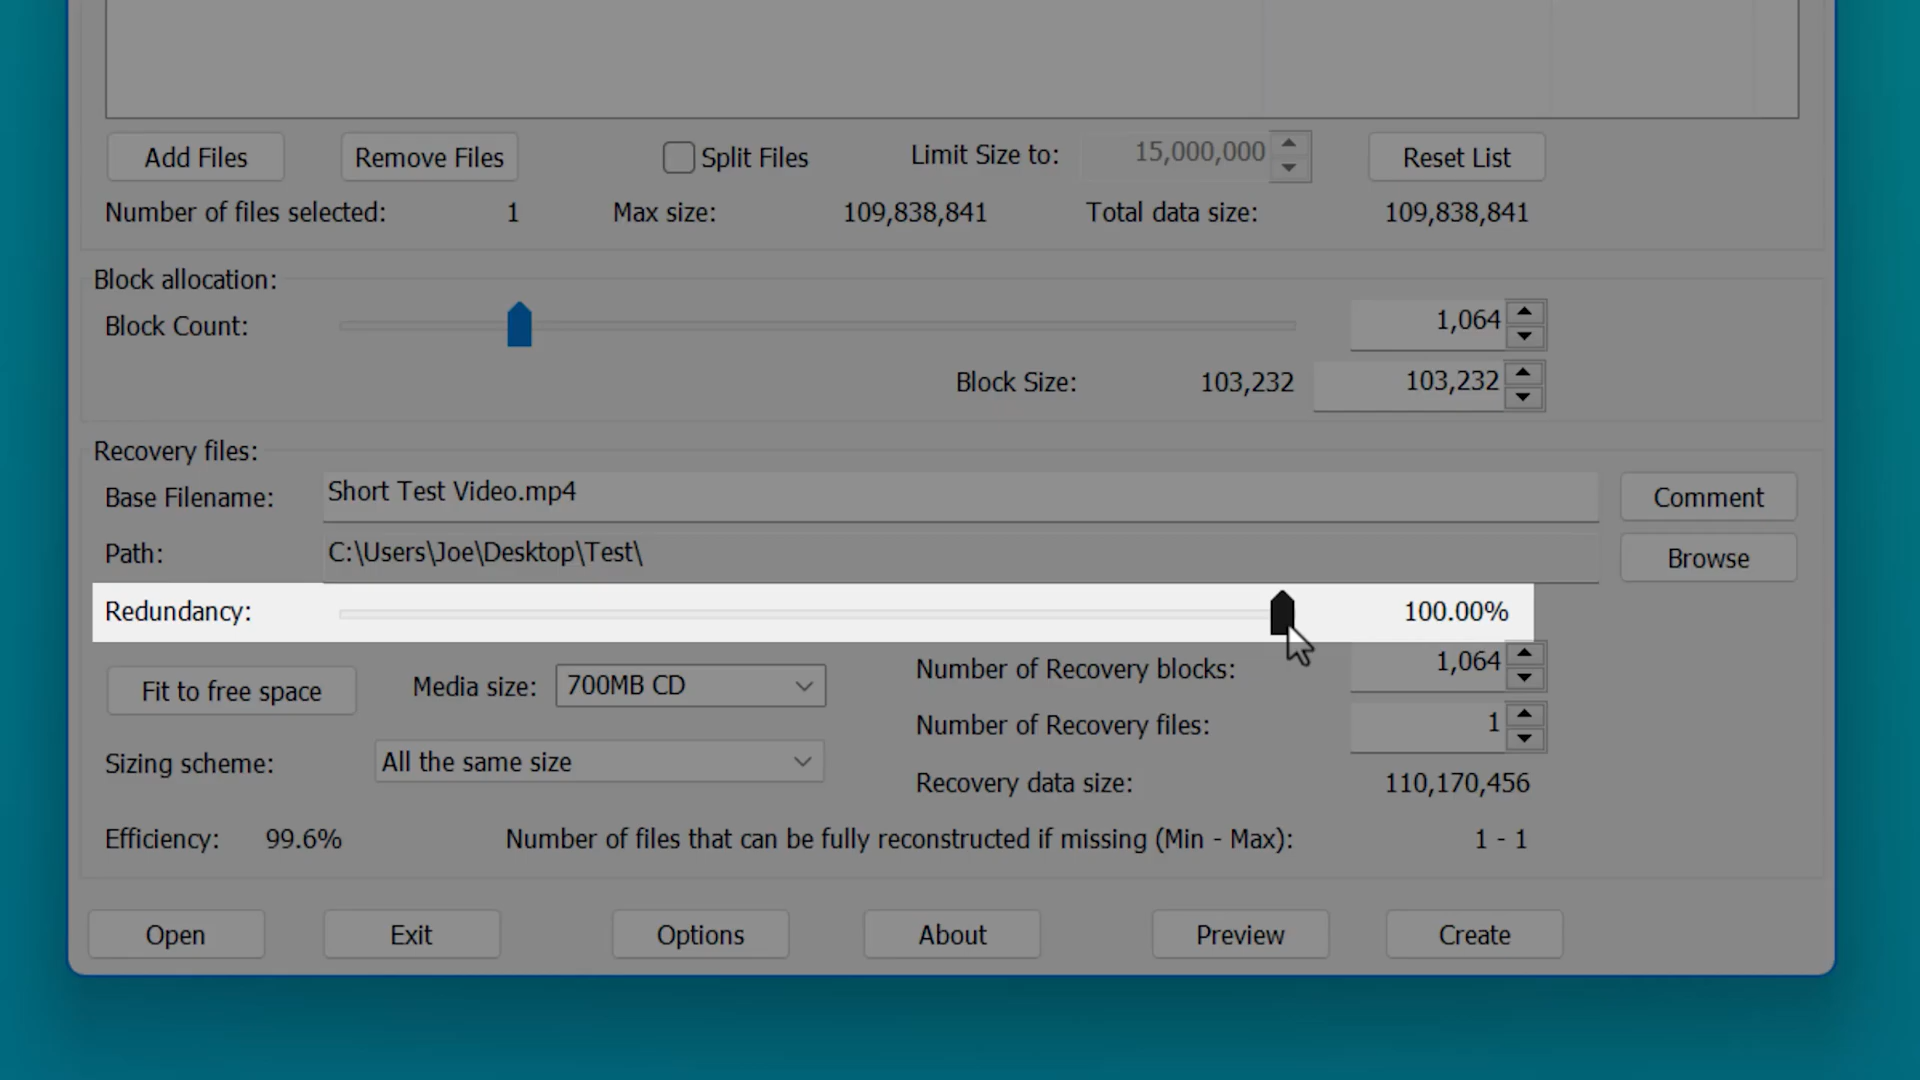 Add Files Remove Files Split Files Limit Size to: 15,000,000 Reset List
Number of files selected: 1 Max size: 109,838,841 Total data size: 109,838,841
Block allocation:
Block Count: 1,064
Block Size: 103,232 103,232
Recovery files:
Base Filename: Short Test Video.mp4 Comment
Path: C:\Users\Joe\Desktop\Test\ Browse
Redundancy: 100.00%
Fit to free space Media size: 700MB CD Number of Recovery blocks: 1,064
Number of Recovery files: 1
Sizing scheme: All the same size
Recovery data size: 110,170,456
Efficiency: 99.6% Number of files that can be fully reconstructed if missing (Min - Max): 1 - 1
Open Exit Options About Preview Create